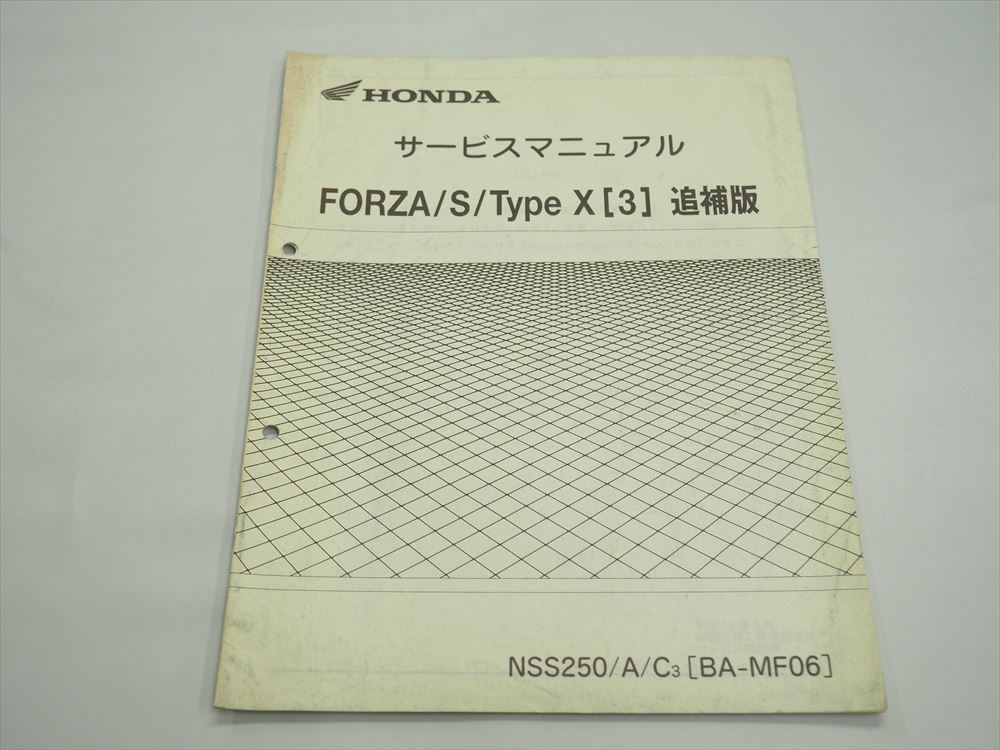 HONDA
サービスマニュアル
FORZA/S/Type X[3] 追補版
NSS250/A/C₃[BA-MF06]